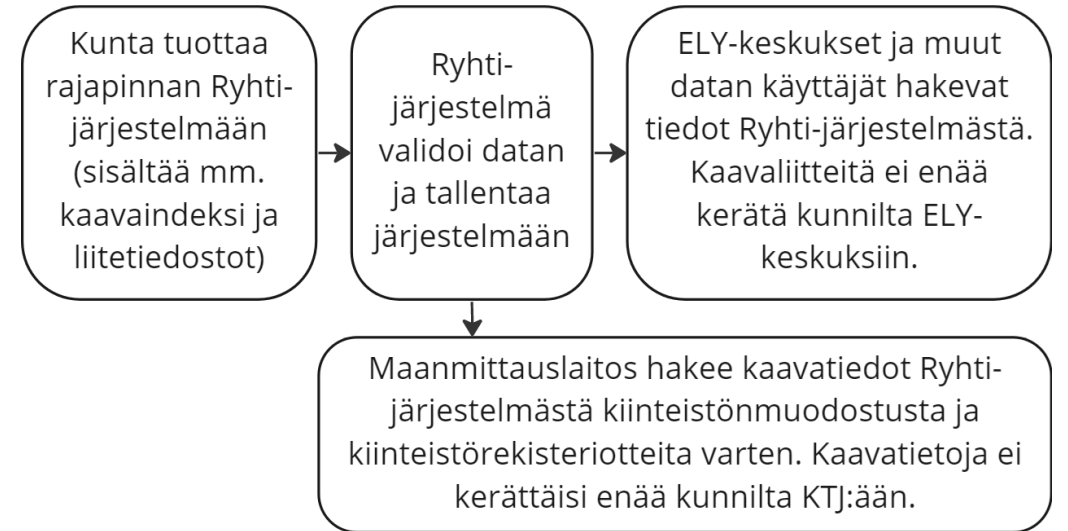 Kunta tuottaa
rajapinnan Ryhti-
järjestelmään
(sisältää mm.
kaavaindeksi ja
liitetiedostot)
Ryhti-
järjestelmä
validoi datan
ja tallentaa
järjestelmään
ELY-keskukset ja muut
datan käyttäjät hakevat
tiedot Ryhti-järjestelmästä.
Kaavaliitteitä ei enää
kerätä kunnilta ELY-
keskuksiin.
Maanmittauslaitos hakee kaavatiedot Ryhti-
järjestelmästä kiinteistönmuodostusta ja
kiinteistörekisteriotteita varten. Kaavatietoja ei
kerättäisi enää kunnilta KTJ:ään.